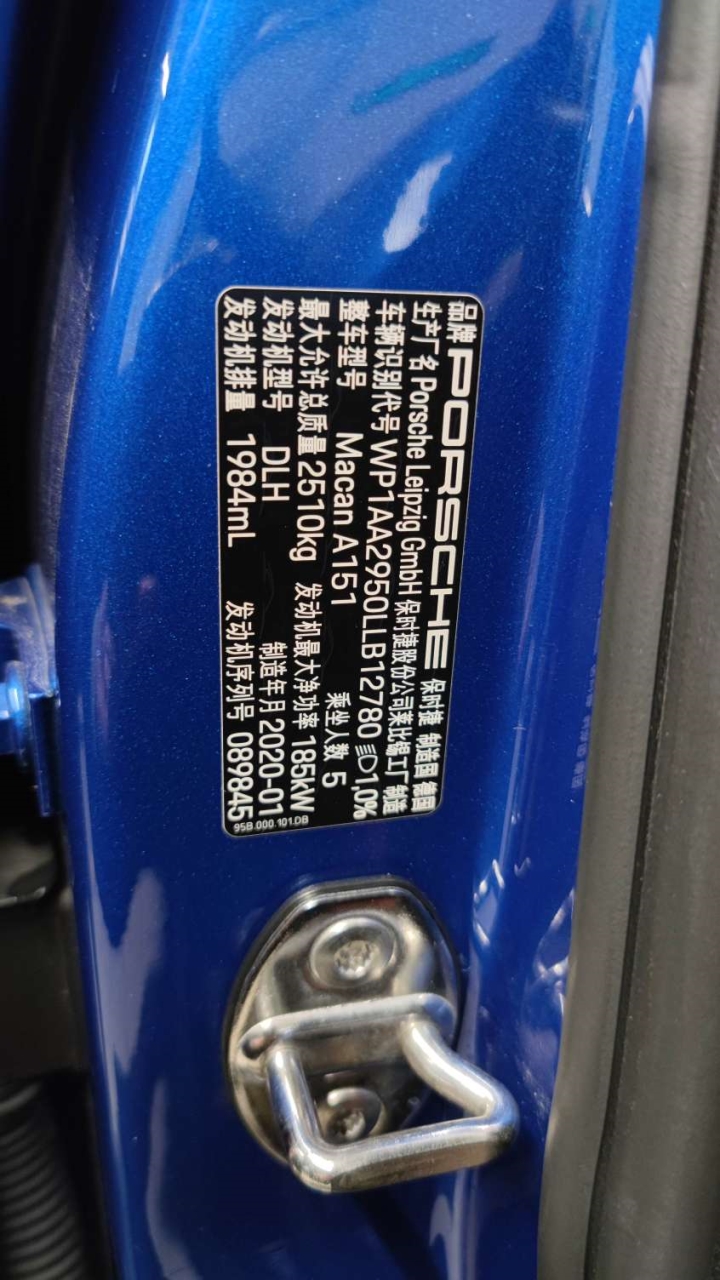 品牌 PORSCHE 保时捷 制造国 德国
生产厂名 Porsche Leipzig GmbH 保时捷股份公司莱比锡工厂 制造
车辆识别代号 WP1AA2950LLB12780 1,0%
整车型号 Macan A151 乘坐人数 5
最大允许总质量 2510kg 发动机最大净功率 185kW
发动机型号 DLH 制造年月 2020-01
发动机排量 1984mL 发动机序列号 089845
95B.000.101.DB